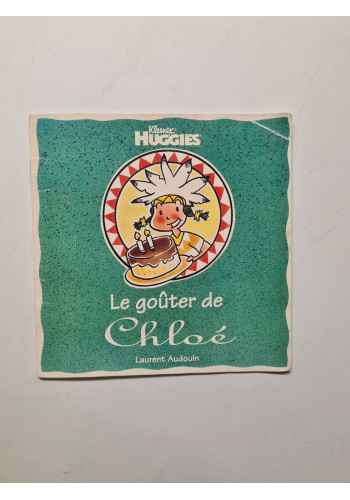 Kleenex
HUGGIES
Le goûter de
Chloé
Laurent Audouin